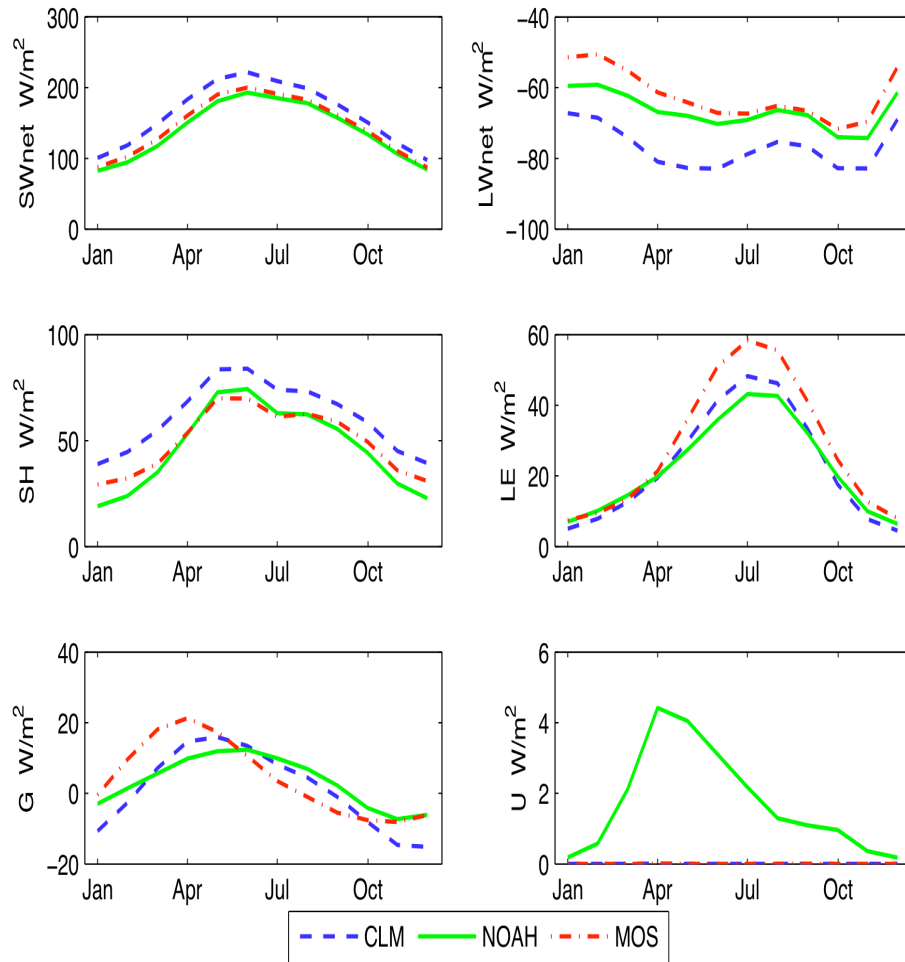 SWnet W/m²
300
200
100
0
Jan Apr Jul Oct
LWnet W/m²
−40
−60
−80
−100
Jan Apr Jul Oct
SH W/m²
100
50
0
Jan Apr Jul Oct
LE W/m²
60
40
20
0
Jan Apr Jul Oct
G W/m²
40
20
0
−20
Jan Apr Jul Oct
U W/m²
6
4
2
0
Jan Apr Jul Oct
CLM NOAH MOS